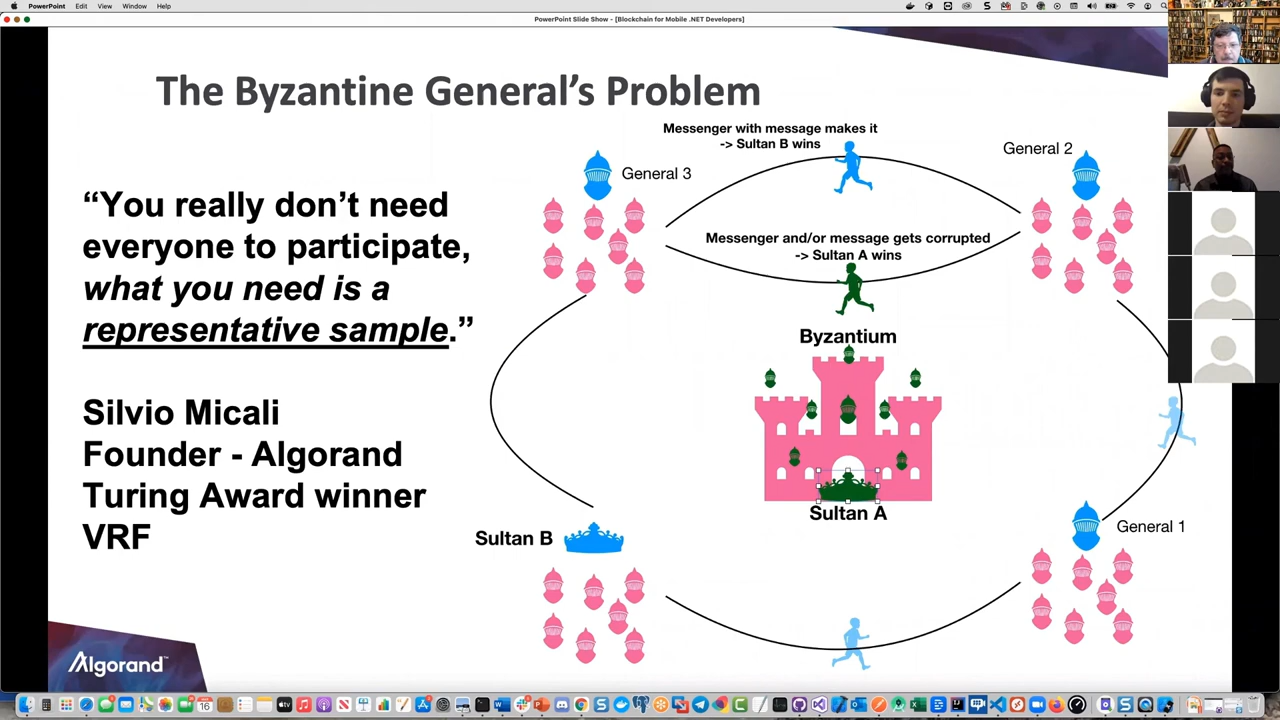 PowerPoint File Edit View Window Help
PowerPoint Slide Show - [Blockchain for Mobile .NET Developers]
The Byzantine General’s Problem
“You really don’t need
everyone to participate,
what you need is a
representative sample.”
Silvio Micali
Founder - Algorand
Turing Award winner
VRF
Messenger with message makes it
-> Sultan B wins
General 3
General 2
Messenger and/or message gets corrupted
-> Sultan A wins
Byzantium
Sultan A
Sultan B
General 1
Algorand™
16